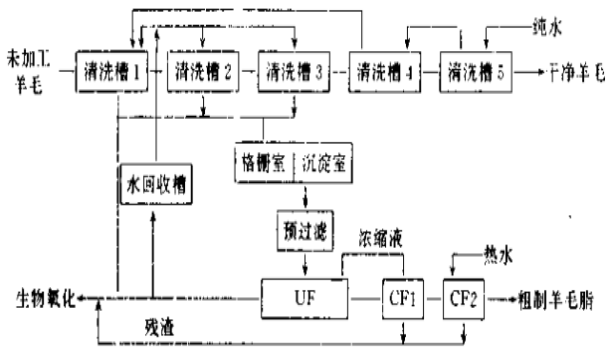 纯水
未加工
羊毛
清洗槽 1
清洗槽 2
清洗槽 3
清洗槽 4
清洗槽 5
干净羊毛
格栅室
沉淀室
水回收槽
预过滤
浓缩液
热水
生物氧化
UF
CF1
CF2
粗制羊毛脂
残渣